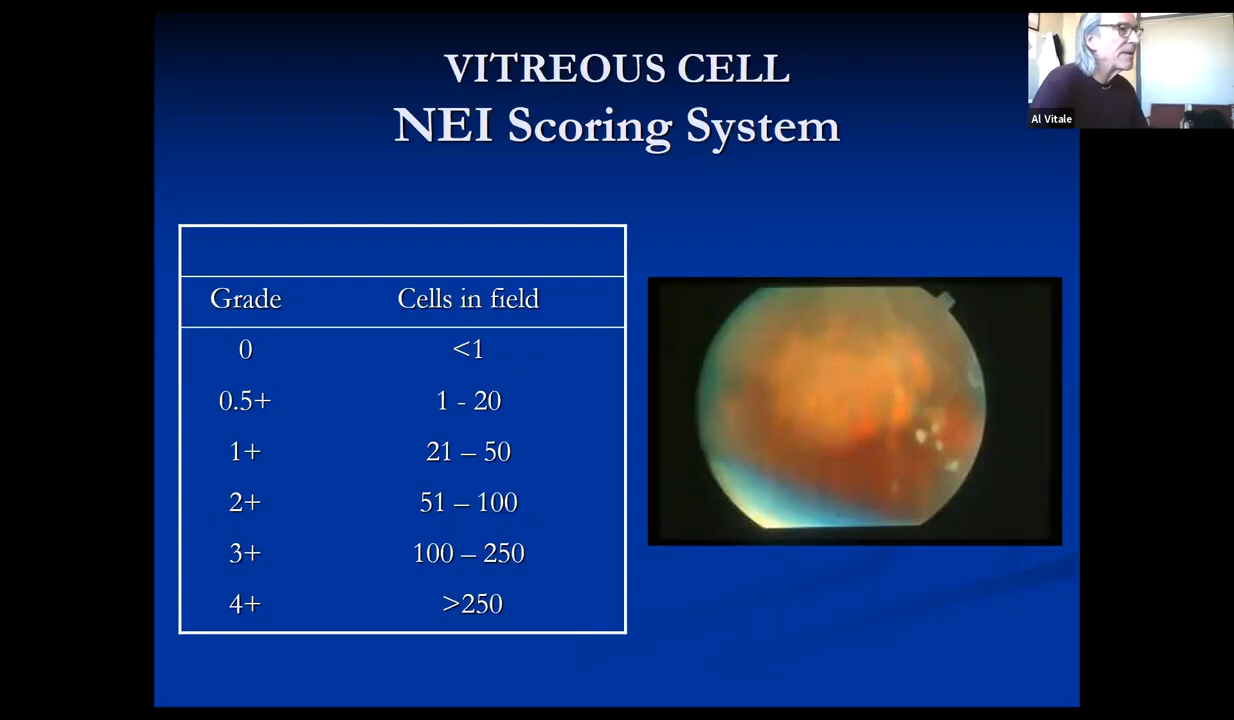 VITREOUS CELL
NEI Scoring System
Al Vitale
Grade Cells in field
0 <1
0.5+ 1 - 20
1+ 21 – 50
2+ 51 – 100
3+ 100 – 250
4+ >250